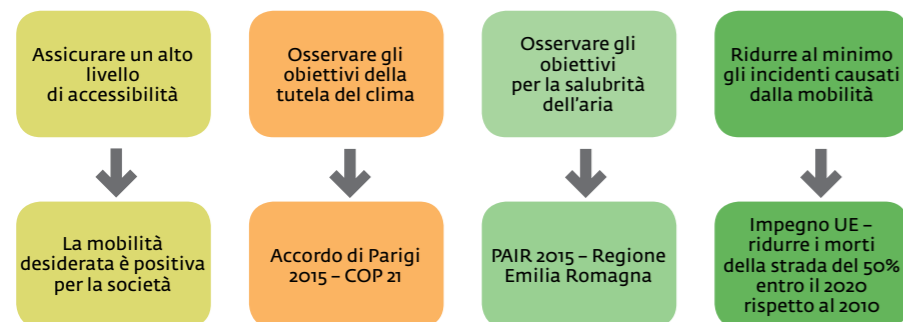 Assicurare un alto
livello
di accessibilità
Osservare gli
obiettivi della
tutela del clima
Osservare gli
obiettivi
per la salubrità
dell'aria
Ridurre al minimo
gli incidenti causati
dalla mobilità
La mobilità
desiderata è positiva
per la società
Accordo di Parigi
2015 – COP 21
PAIR 2015 – Regione
Emilia Romagna
Impegno UE –
ridurre i morti
della strada del 50%
entro il 2020
rispetto al 2010